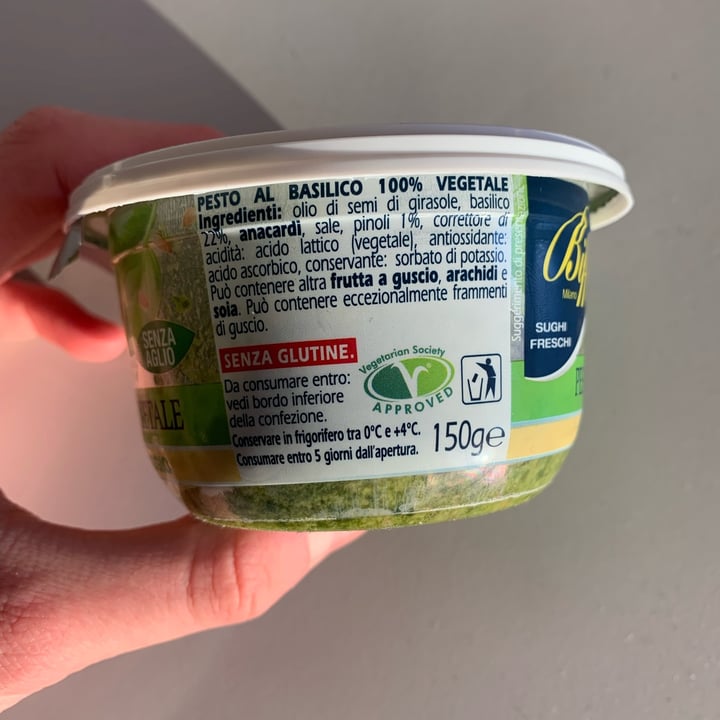 PESTO AL BASILICO 100% VEGETALE
Ingredienti: olio di semi di girasole, basilico
22%, anacardi, sale, pinoli 1%, correttore di
acidità: acido lattico (vegetale), antiossidante:
acido ascorbico, conservante: sorbato di potassio.
Può contenere altra frutta a guscio, arachidi e
soia. Può contenere eccezionalmente frammenti
di guscio.
SENZA GLUTINE.
Da consumare entro:
vedi bordo inferiore
della confezione.
Conservare in frigorifero tra 0°C e +4°C.
Consumare entro 5 giorni dall'apertura.
Vegetarian Society
APPROVED
150g e
SENZA
AGLIO
Milano
SUGHI
FRESCHI